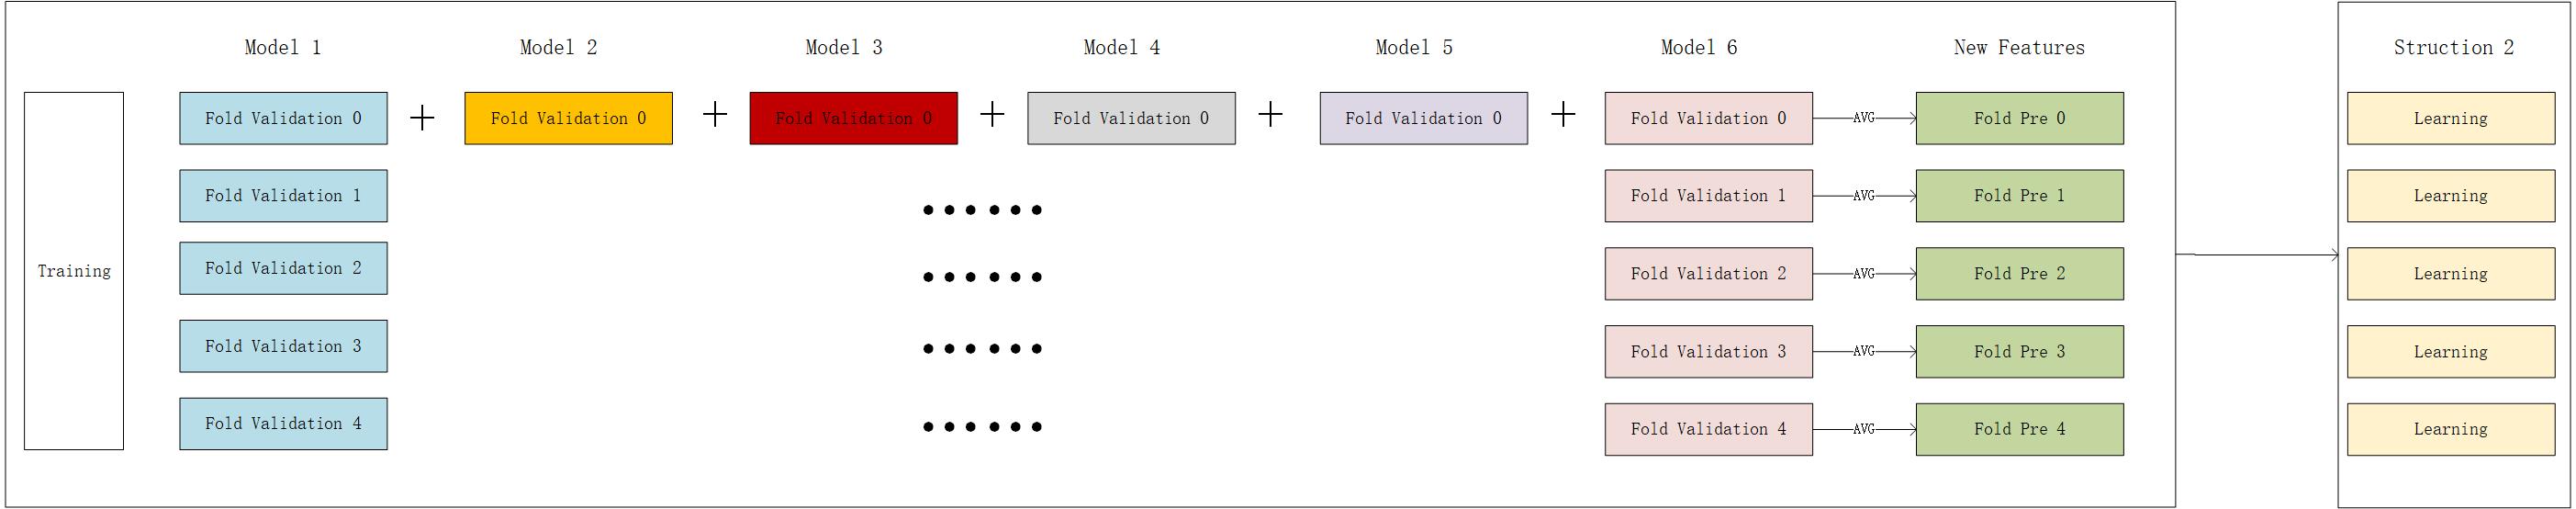 Model 1 Model 2 Model 3 Model 4 Model 5 Model 6 New Features Struction 2
Fold Validation 0 + Fold Validation 0 + Fold Validation 0 + Fold Validation 0 + Fold Validation 0 + Fold Validation 0 AVG Fold Pre 0 Learning
Fold Validation 1 •••••• Fold Validation 1 AVG Fold Pre 1 Learning
Training Fold Validation 2 •••••• Fold Validation 2 AVG Fold Pre 2 Learning
Fold Validation 3 •••••• Fold Validation 3 AVG Fold Pre 3 Learning
Fold Validation 4 •••••• Fold Validation 4 AVG Fold Pre 4 Learning